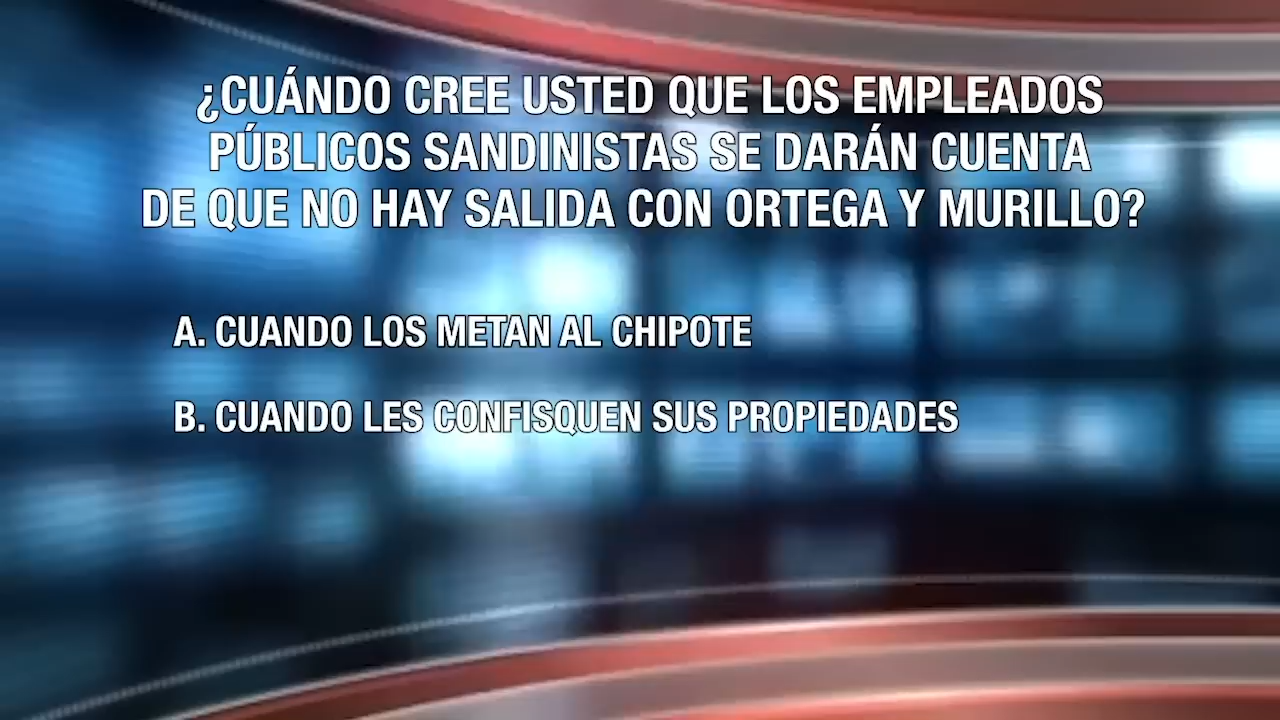 ¿CUÁNDO CREE USTED QUE LOS EMPLEADOS
PÚBLICOS SANDINISTAS SE DARÁN CUENTA
DE QUE NO HAY SALIDA CON ORTEGA Y MURILLO?
A. CUANDO LOS METAN AL CHIPOTE
B. CUANDO LES CONFISQUEN SUS PROPIEDADES